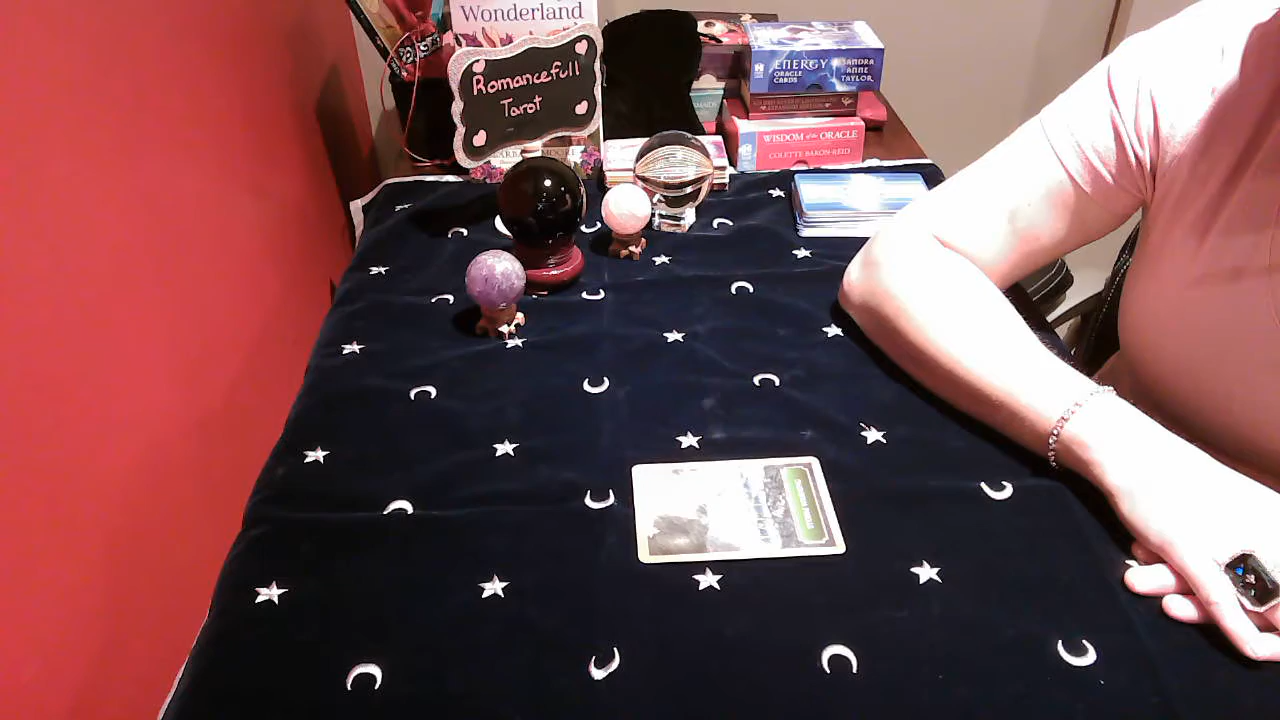 Wonderland
Romancefull
Tarot
ENERGY
ORACLE
CARDS
SANDRA
ANNE
TAYLOR
WISDOM of the ORACLE
COLETTE BARON-REID